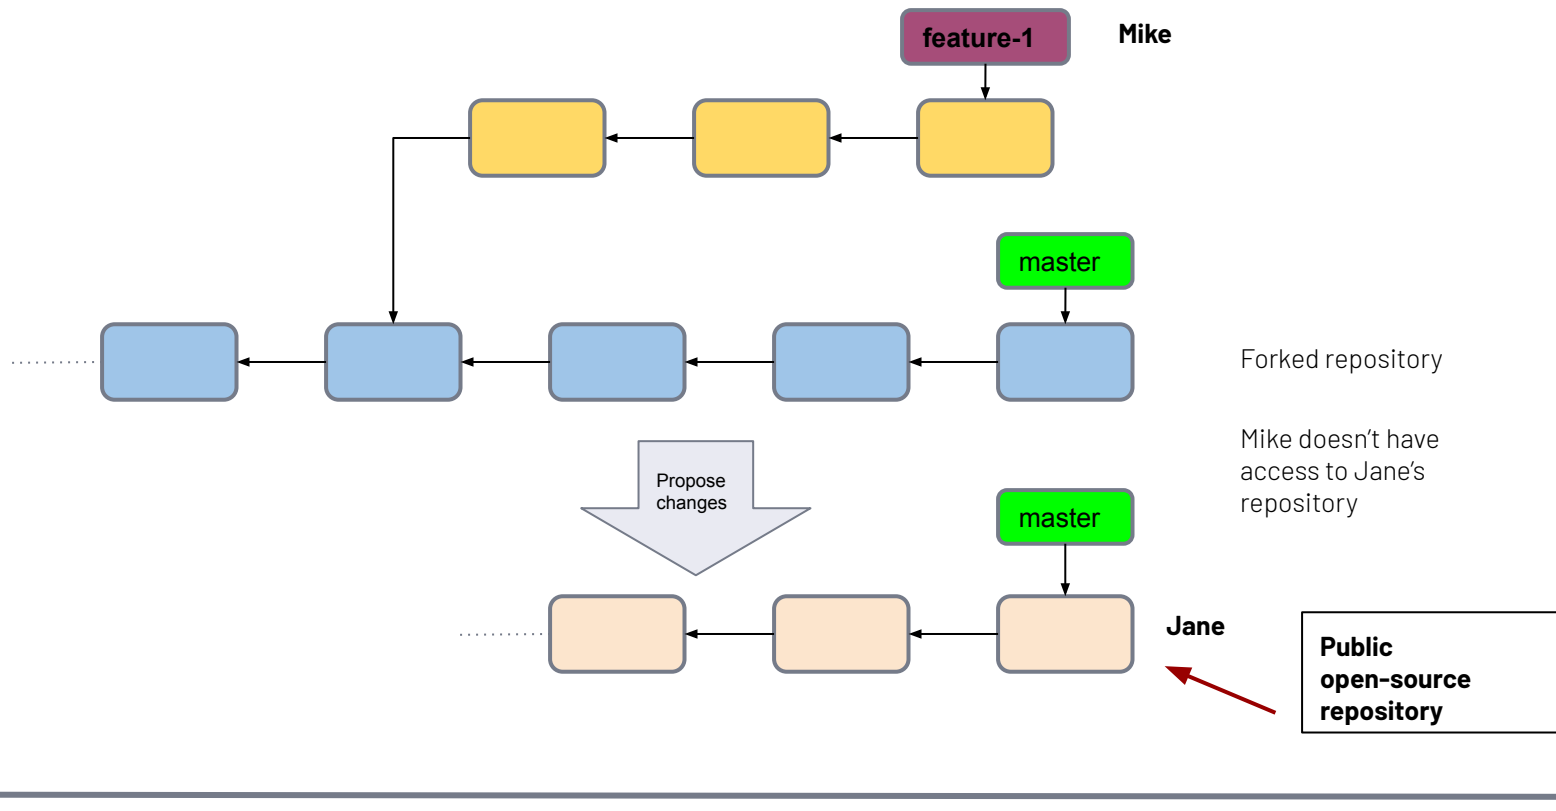 feature-1
Mike
master
Forked repository
Mike doesn't have
access to Jane's
repository
Propose
changes
master
Jane
Public
open-source
repository